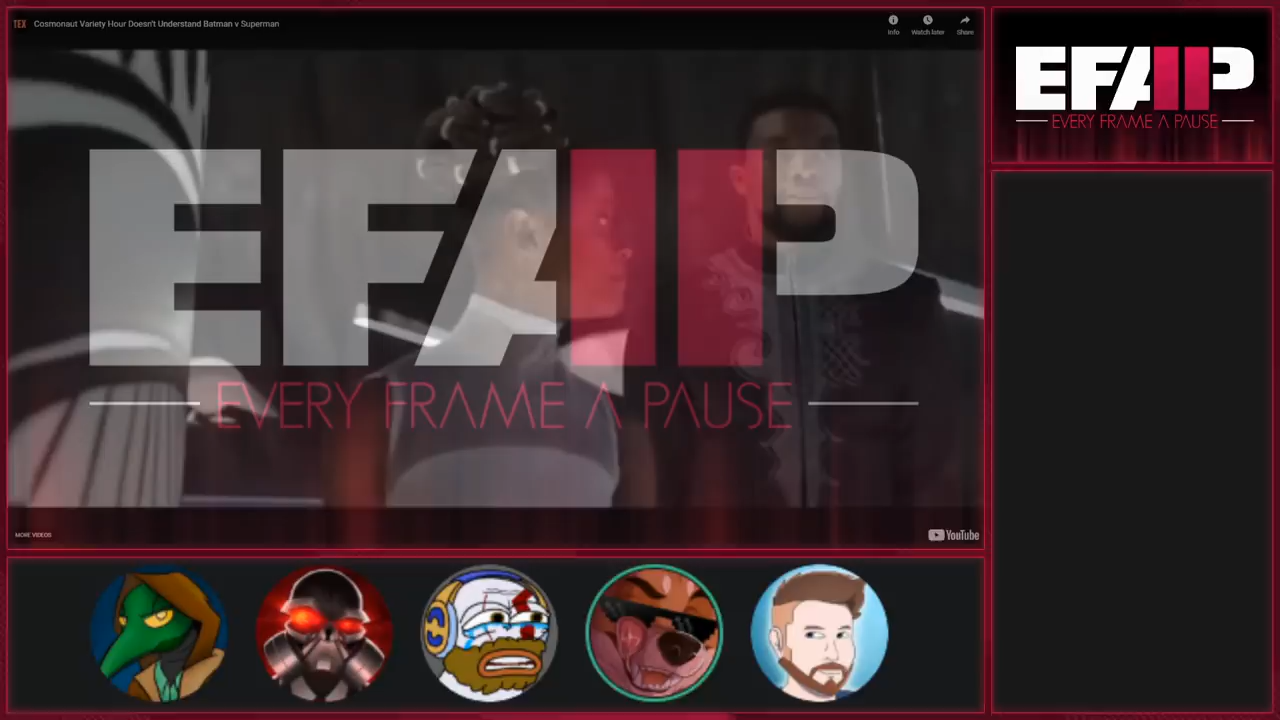 TEX
Cosmonaut Variety Hour Doesn't Understand Batman v Superman
Info
Watch later
Share
EFAP
EVERY FRAME A PAUSE
EFAP
EVERY FRAME A PAUSE
MORE VIDEOS
YouTube